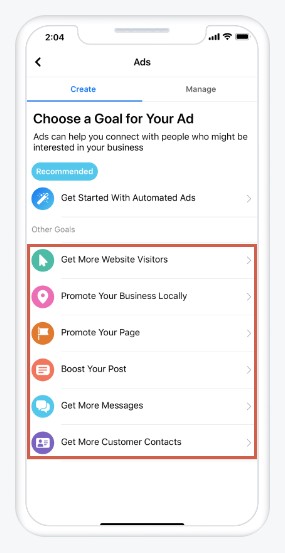 2:04
Ads
Create
Manage
Choose a Goal for Your Ad
Ads can help you connect with people who might be
interested in your business
Recommended
Get Started With Automated Ads
Other Goals
Get More Website Visitors
Promote Your Business Locally
Promote Your Page
Boost Your Post
Get More Messages
Get More Customer Contacts